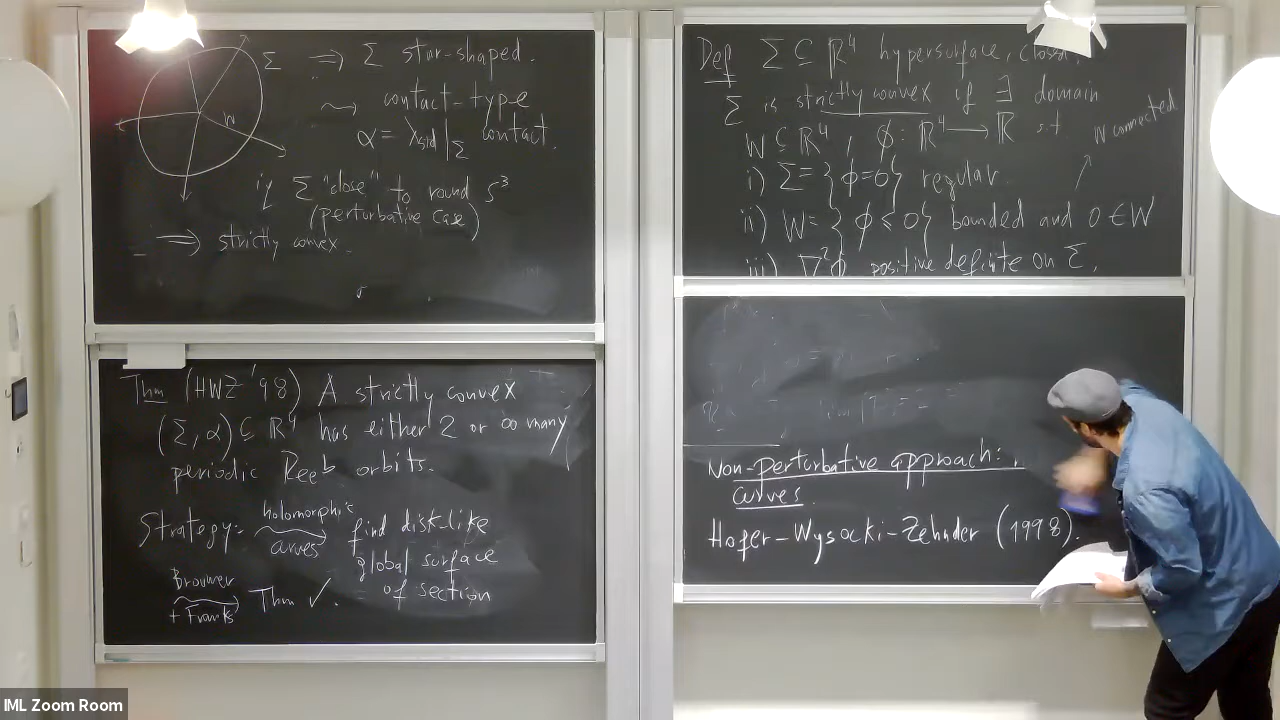 Σ ⇒ Σ star-shaped.
W
⇝ contact-type
α = λ_std|_Σ contact.
if Σ "close" to round S³
(perturbative case)
⇒ strictly convex.
Thm (HWZ '98) A strictly convex
(Σ, α) ⊆ ℝ⁴ has either 2 or ∞ many
periodic Reeb orbits.
Strategy: holomorphic curves find disk-like
global surface
of section
Brouwer + Franks Thm ✓.
Def Σ ⊆ ℝ⁴ hypersurface, closed.
Σ is strictly convex if ∃ domain
W ⊆ ℝ⁴, ϕ: ℝ⁴ → ℝ st
W connected
i) Σ = {ϕ=0} regular
ii) W = {ϕ ≤ 0} bounded and 0 ∈ W
iii) ∇²ϕ positive definite on Σ.
Non-perturbative approach:
curves.
Hofer-Wysocki-Zehnder (1998).
IML Zoom Room